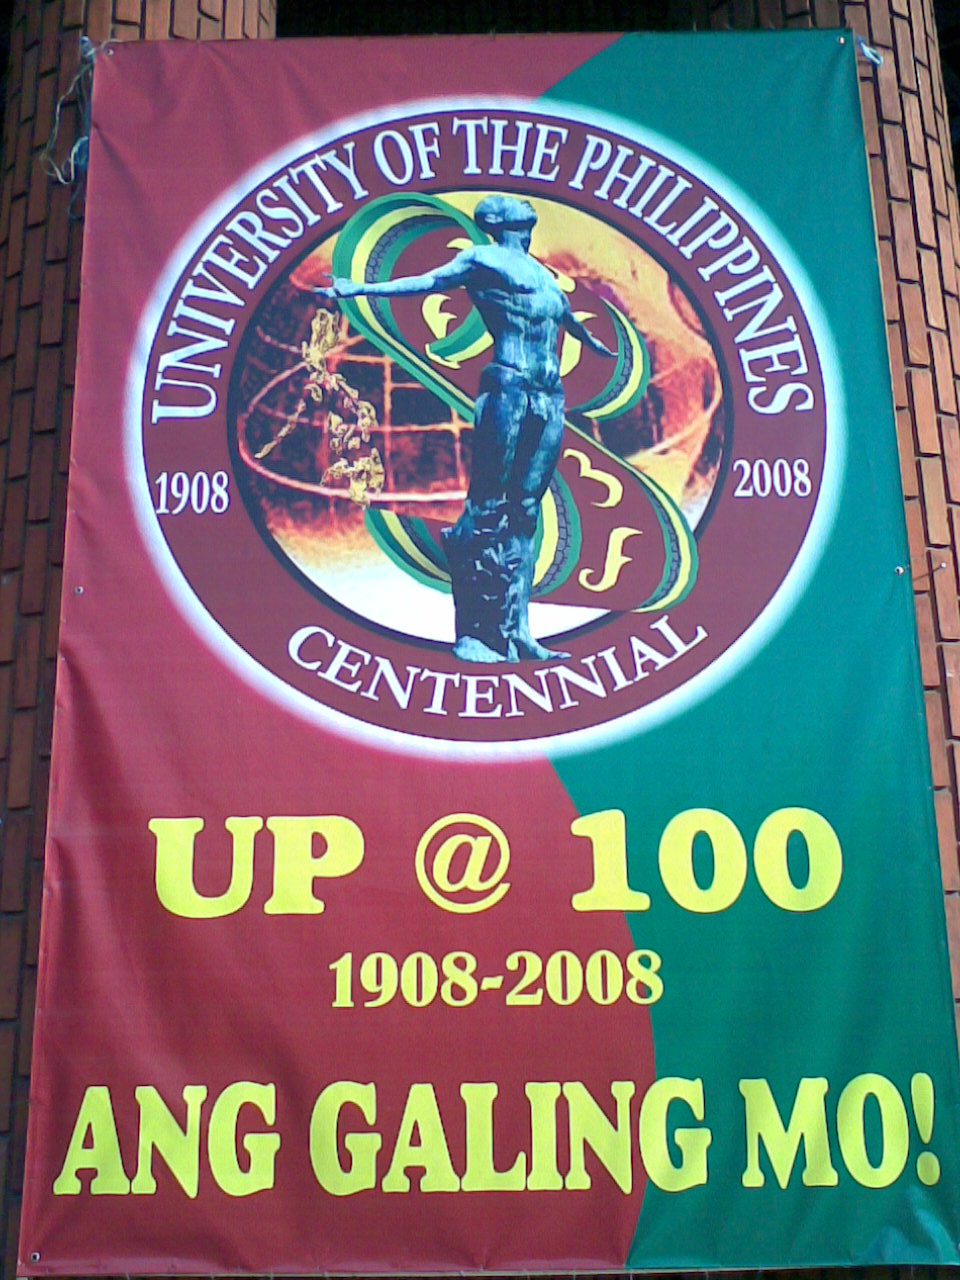 UNIVERSITY OF THE PHILIPPINES
1908
2008
CENTENNIAL
UP @ 100
1908-2008
ANG GALING MO!